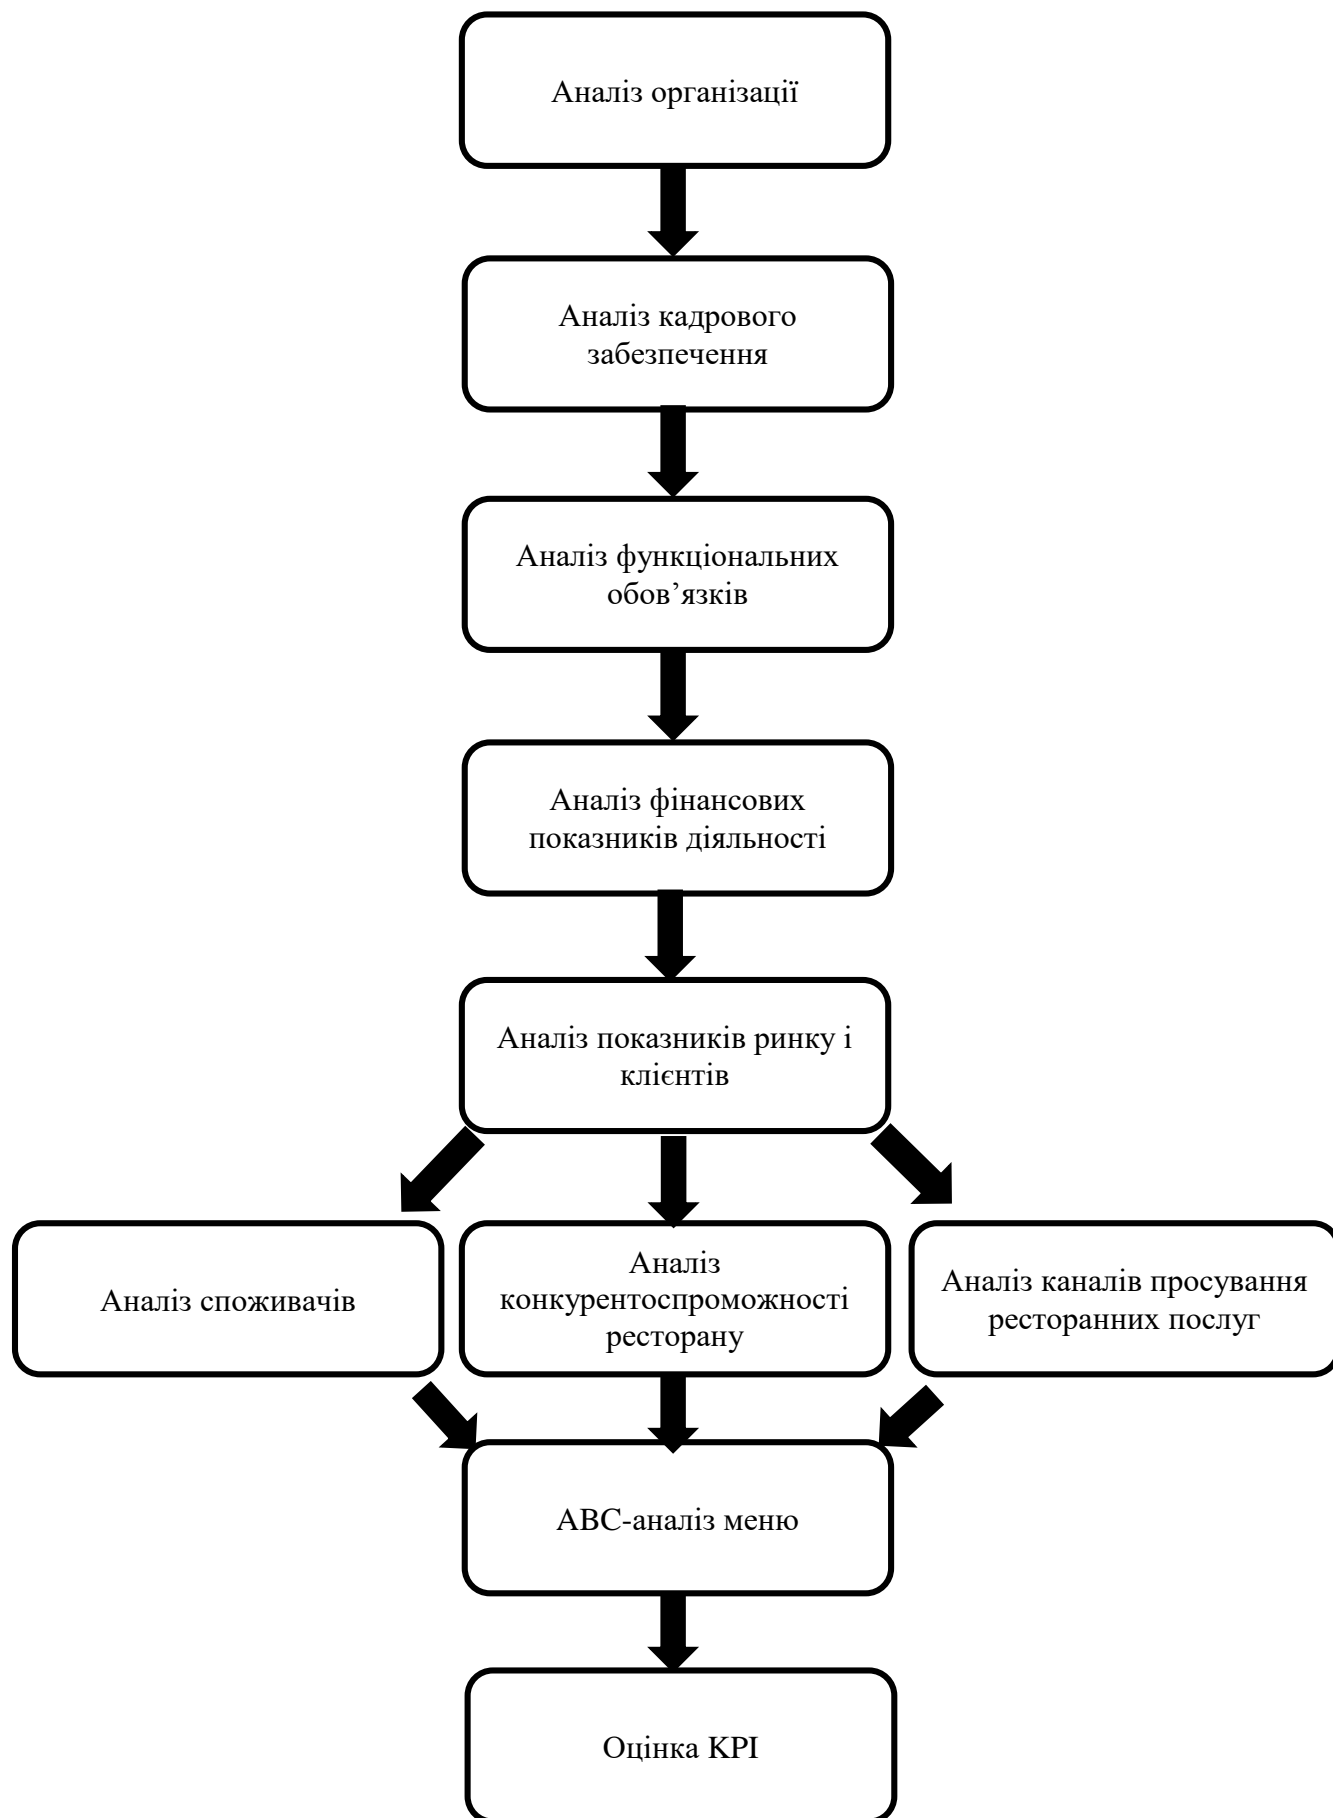 Аналіз організації
Аналіз кадрового
забезпечення
Аналіз функціональних
обов’язків
Аналіз фінансових
показників діяльності
Аналіз показників ринку і
клієнтів
Аналіз споживачів
Аналіз
конкурентоспроможності
ресторану
Аналіз каналів просування
ресторанних послуг
АВС-аналіз меню
Оцінка KPI